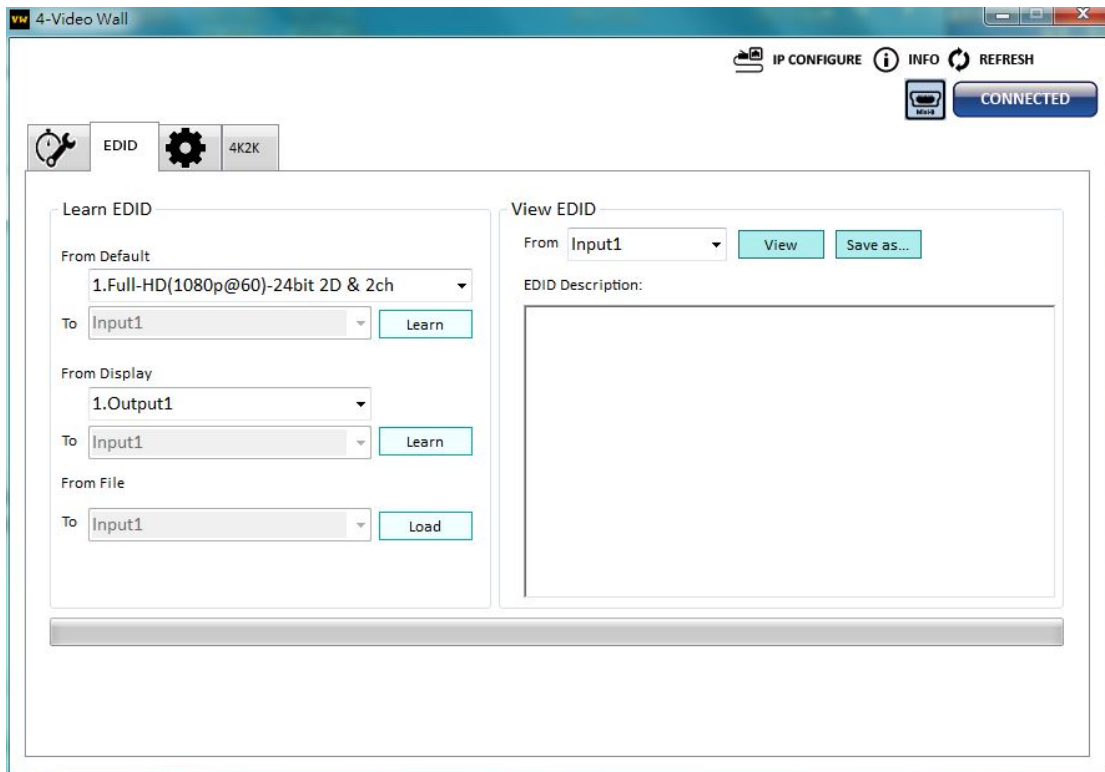 VW 4-Video Wall
IP CONFIGURE INFO REFRESH
Mini-B CONNECTED
EDID 4K2K
Learn EDID
From Default
1.Full-HD(1080p@60)-24bit 2D & 2ch
To Input1 Learn
From Display
1.Output1
To Input1 Learn
From File
To Input1 Load
View EDID
From Input1 View Save as...
EDID Description: